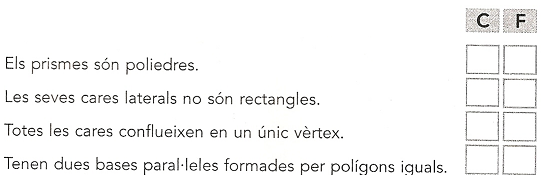 C F
Els prismes són poliedres.
Les seves cares laterals no són rectangles.
Totes les cares conflueixen en un únic vèrtex.
Tenen dues bases paral·leles formades per polígons iguals.